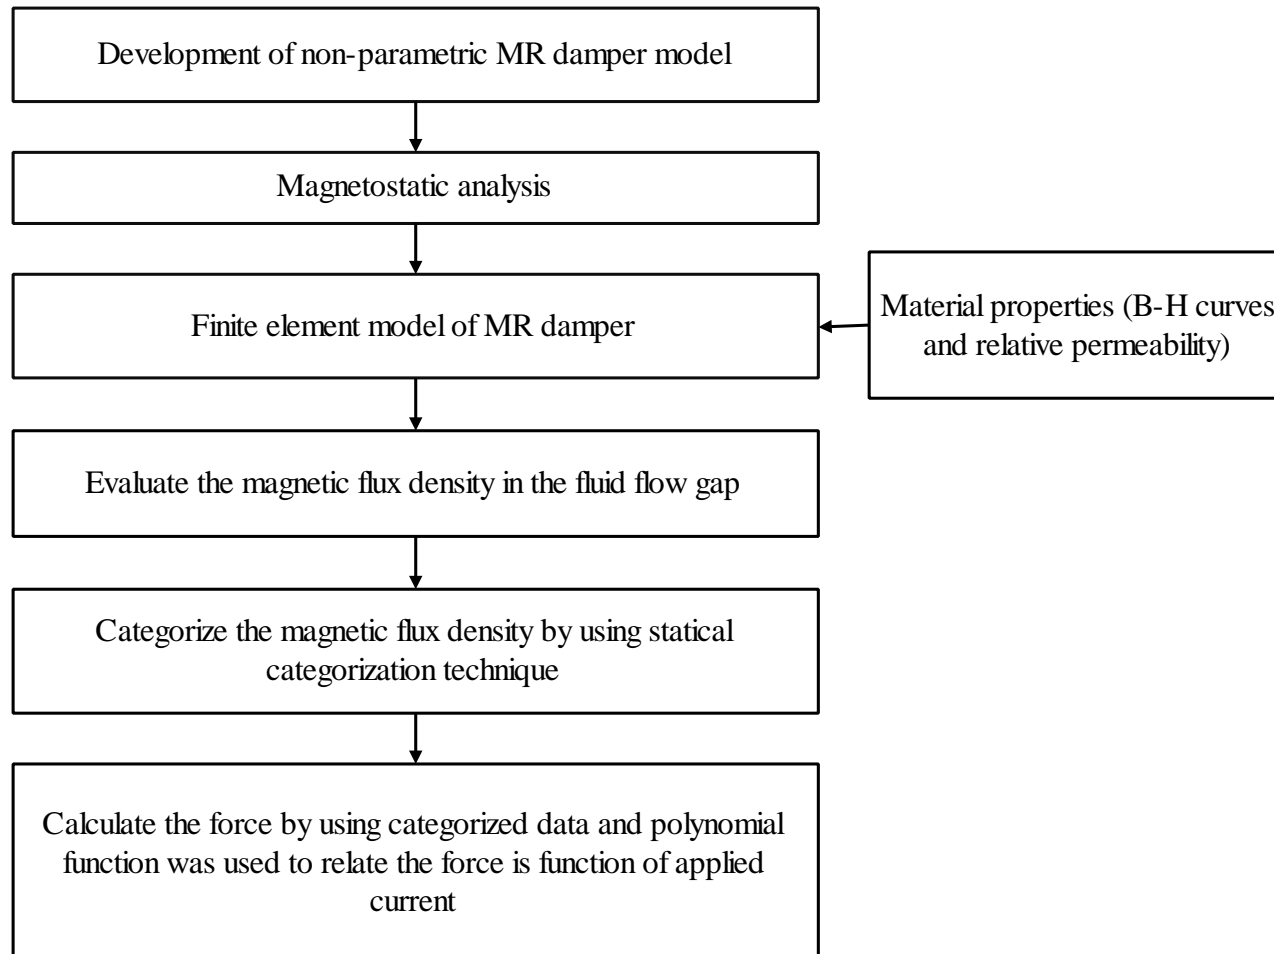 Development of non-parametric MR damper model
Magnetostatic analysis
Finite element model of MR damper
Material properties (B-H curves
and relative permeability)
Evaluate the magnetic flux density in the fluid flow gap
Categorize the magnetic flux density by using statical
categorization technique
Calculate the force by using categorized data and polynomial
function was used to relate the force is function of applied
current